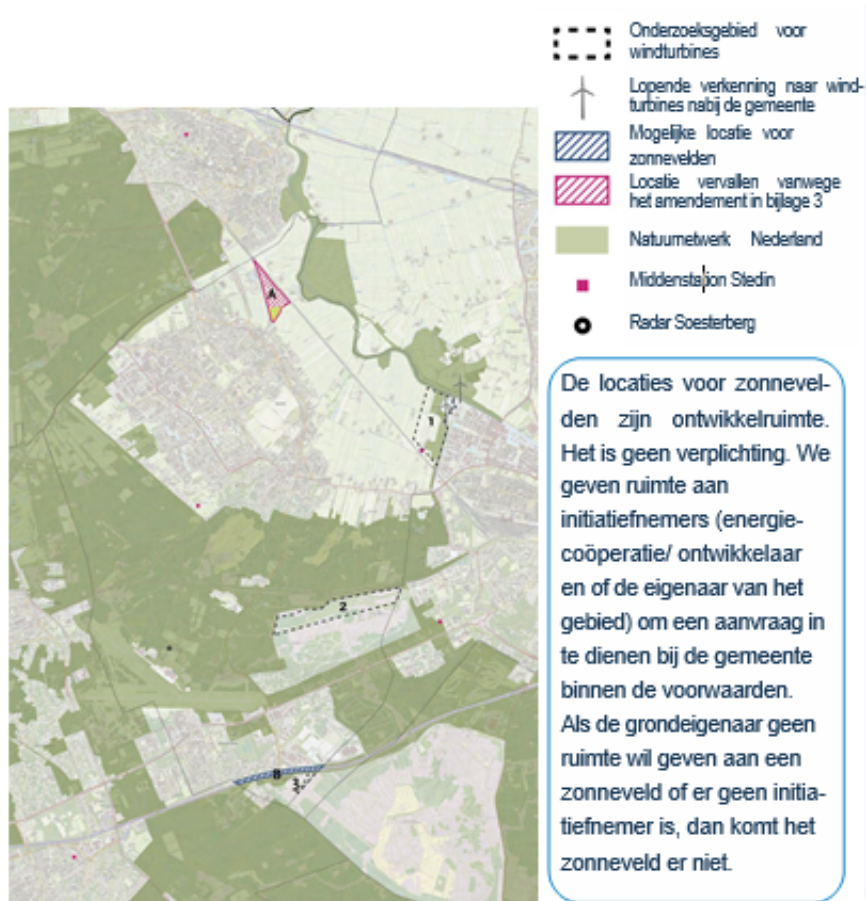 Onderzoeksgebied voor
windturbines
Lopende verkenning naar wind-
turbines nabij de gemeente
Mogelijke locatie voor
zonnevelden
Locatie vervallen vanwege
het amendement in bijlage 3
Natuurnetwerk Nederland
Middenstation Stedin
Radar Soesterberg
A
1
2
B
3
De locaties voor zonnevel-
den zijn ontwikkelruimte.
Het is geen verplichting. We
geven ruimte aan
initiatiefnemers (energie-
coöperatie/ ontwikkelaar
en of de eigenaar van het
gebied) om een aanvraag in
te dienen bij de gemeente
binnen de voorwaarden.
Als de grondeigenaar geen
ruimte wil geven aan een
zonneveld of er geen initia-
tiefnemer is, dan komt het
zonneveld er niet.